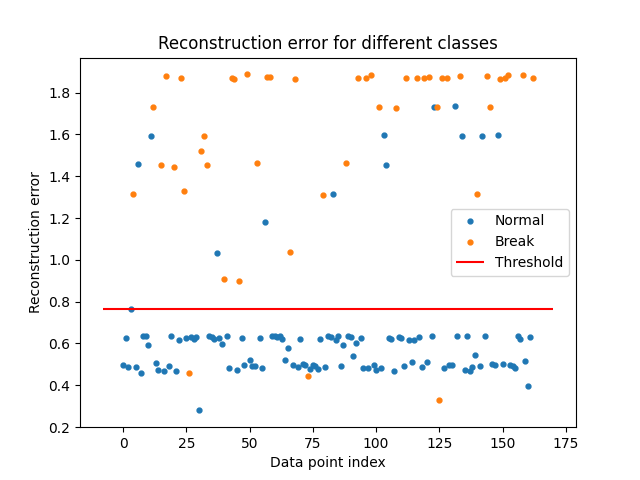 Reconstruction error for different classes
Reconstruction error
1.8
1.6
1.4
1.2
1.0
0.8
0.6
0.4
0.2
Normal
Break
Threshold
0 25 50 75 100 125 150 175
Data point index